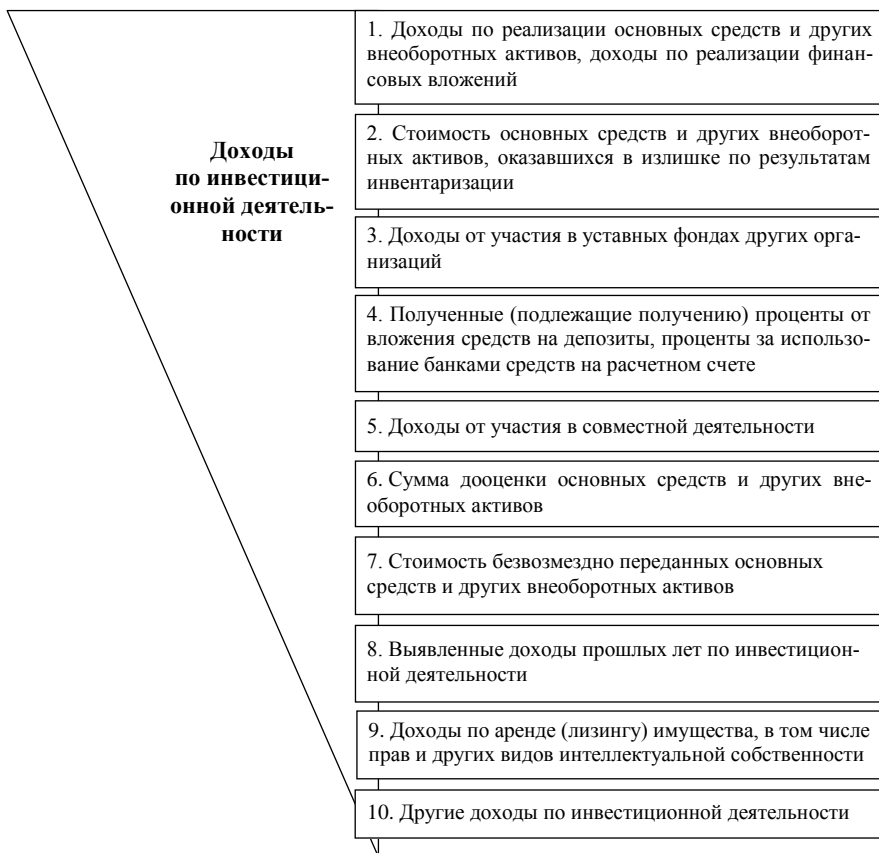 Доходы
по инвестици-
онной деятель-
ности
1. Доходы по реализации основных средств и других
внеоборотных активов, доходы по реализации финан-
совых вложений
2. Стоимость основных средств и других внеоборот-
ных активов, оказавшихся в излишке по результатам
инвентаризации
3. Доходы от участия в уставных фондах других орга-
низаций
4. Полученные (подлежащие получению) проценты от
вложения средств на депозиты, проценты за использо-
вание банками средств на расчетном счете
5. Доходы от участия в совместной деятельности
6. Сумма дооценки основных средств и других вне-
оборотных активов
7. Стоимость безвозмездно переданных основных
средств и других внеоборотных активов
8. Выявленные доходы прошлых лет по инвестицион-
ной деятельности
9. Доходы по аренде (лизингу) имущества, в том числе
прав и других видов интеллектуальной собственности
10. Другие доходы по инвестиционной деятельности